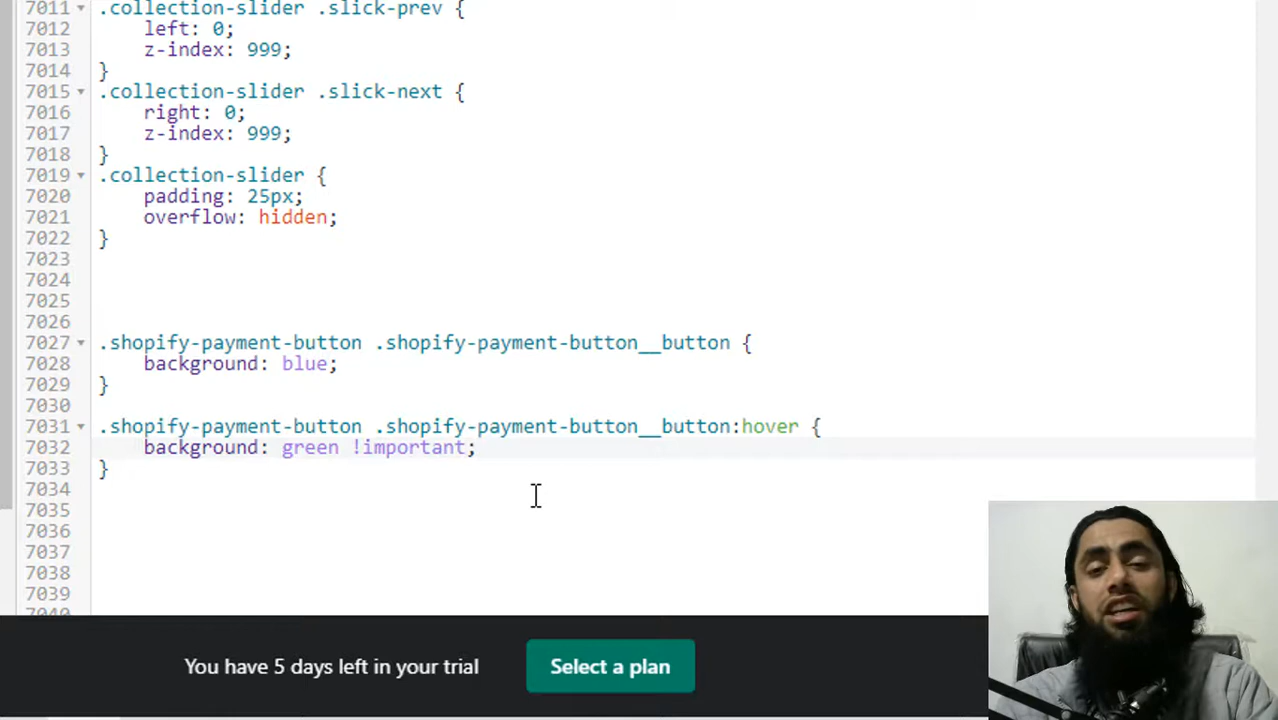 7011 .collection-slider .slick-prev {
7012 left: 0;
7013 z-index: 999;
7014 }
7015 .collection-slider .slick-next {
7016 right: 0;
7017 z-index: 999;
7018 }
7019 .collection-slider {
7020 padding: 25px;
7021 overflow: hidden;
7022 }
7023
7024
7025
7026
7027 .shopify-payment-button .shopify-payment-button__button {
7028 background: blue;
7029 }
7030
7031 .shopify-payment-button .shopify-payment-button__button:hover {
7032 background: green !important;
7033 }
7034
7035
7036
7037
7038
7039
7040
You have 5 days left in your trial
Select a plan